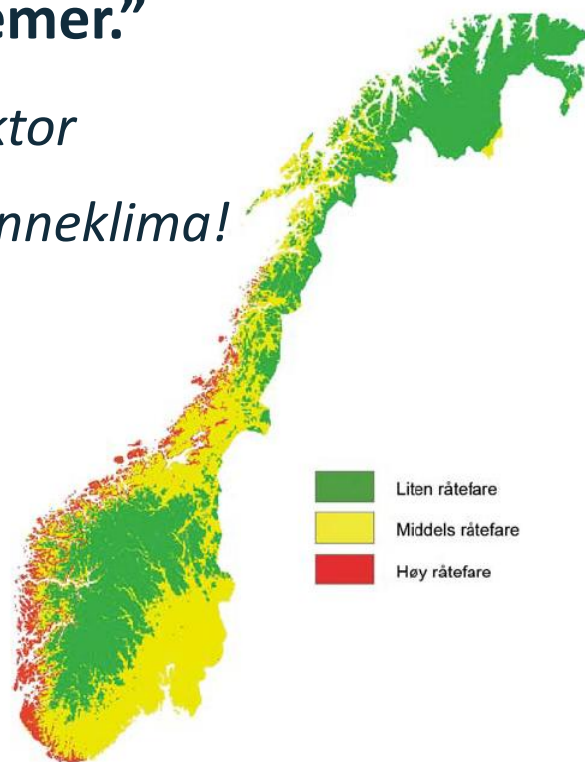 emer.”
ktor
nneklima!
Liten råtefare
Middels råtefare
Høy råtefare